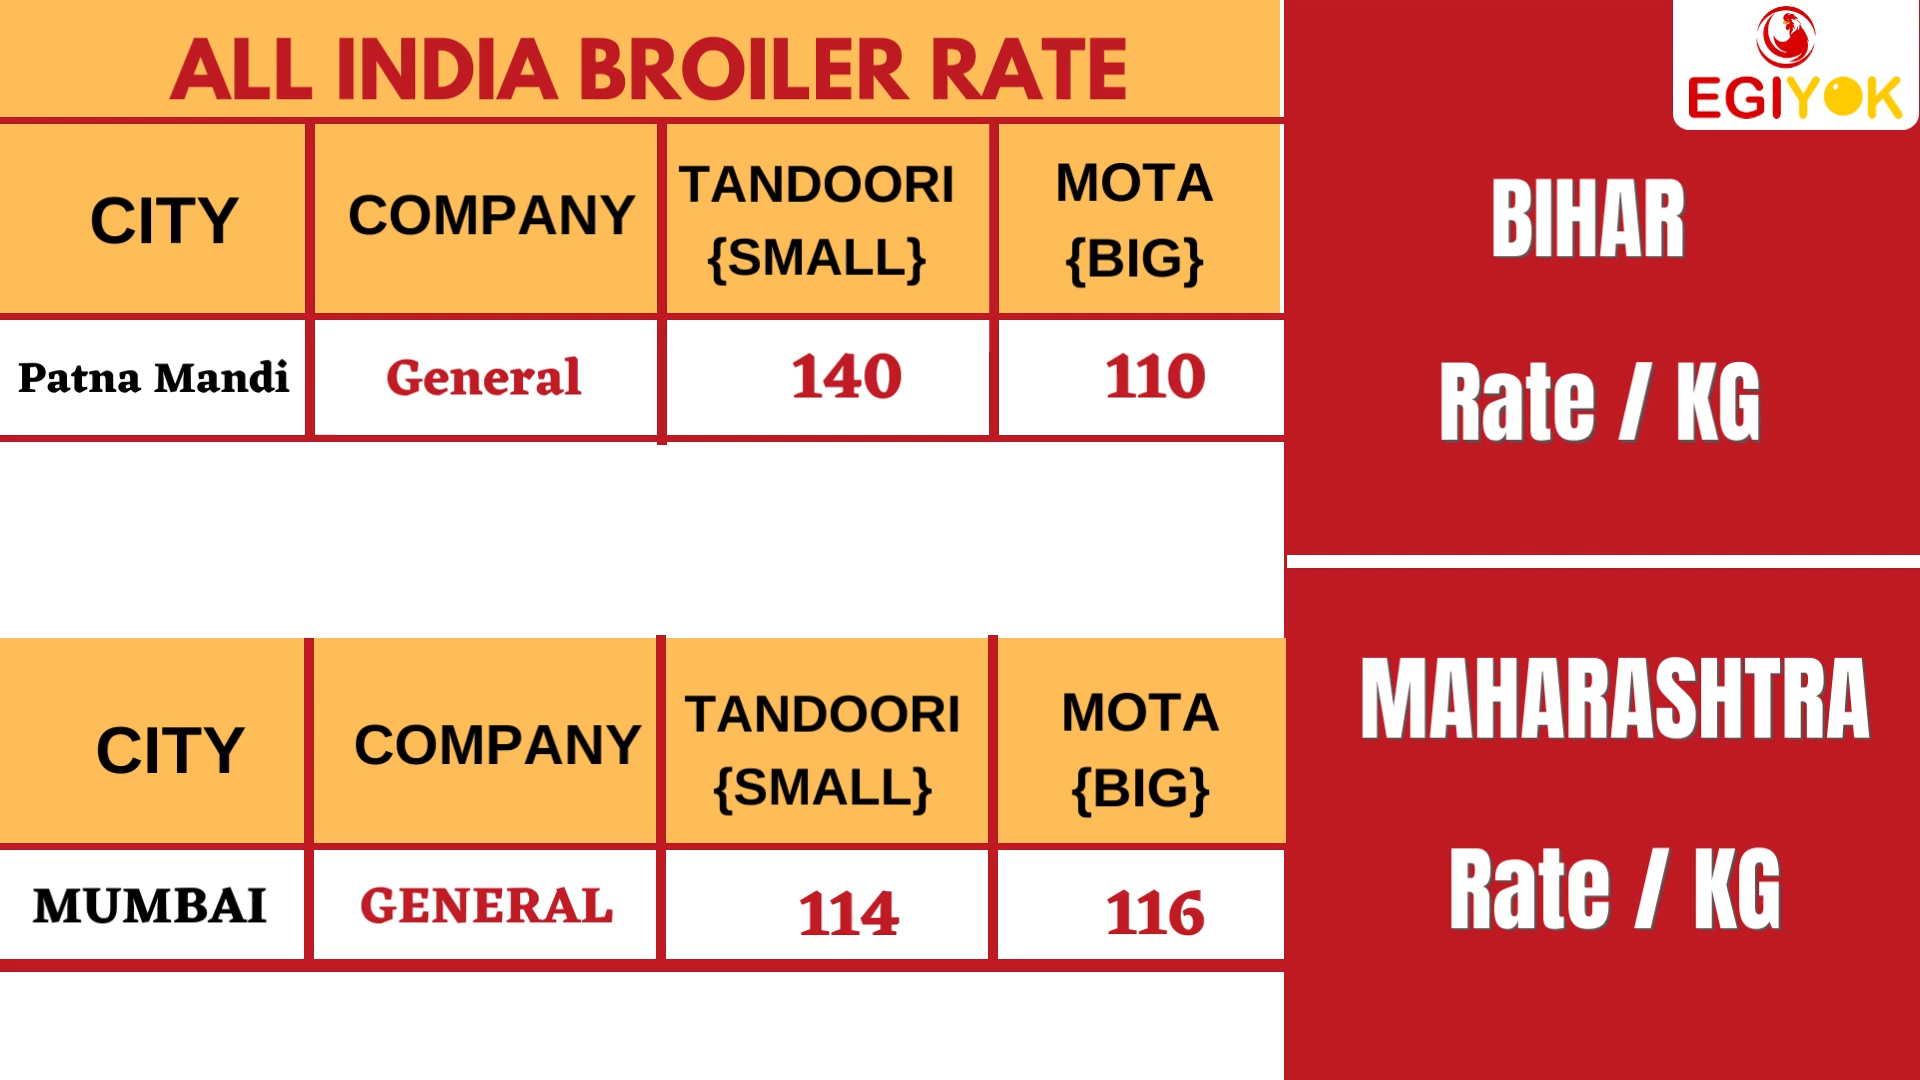 ALL INDIA BROILER RATE
EGIYOK
CITY
COMPANY
TANDOORI
{SMALL}
MOTA
{BIG}
BIHAR
Patna Mandi
General
140
110
Rate / KG
CITY
COMPANY
TANDOORI
{SMALL}
MOTA
{BIG}
MAHARASHTRA
MUMBAI
GENERAL
114
116
Rate / KG